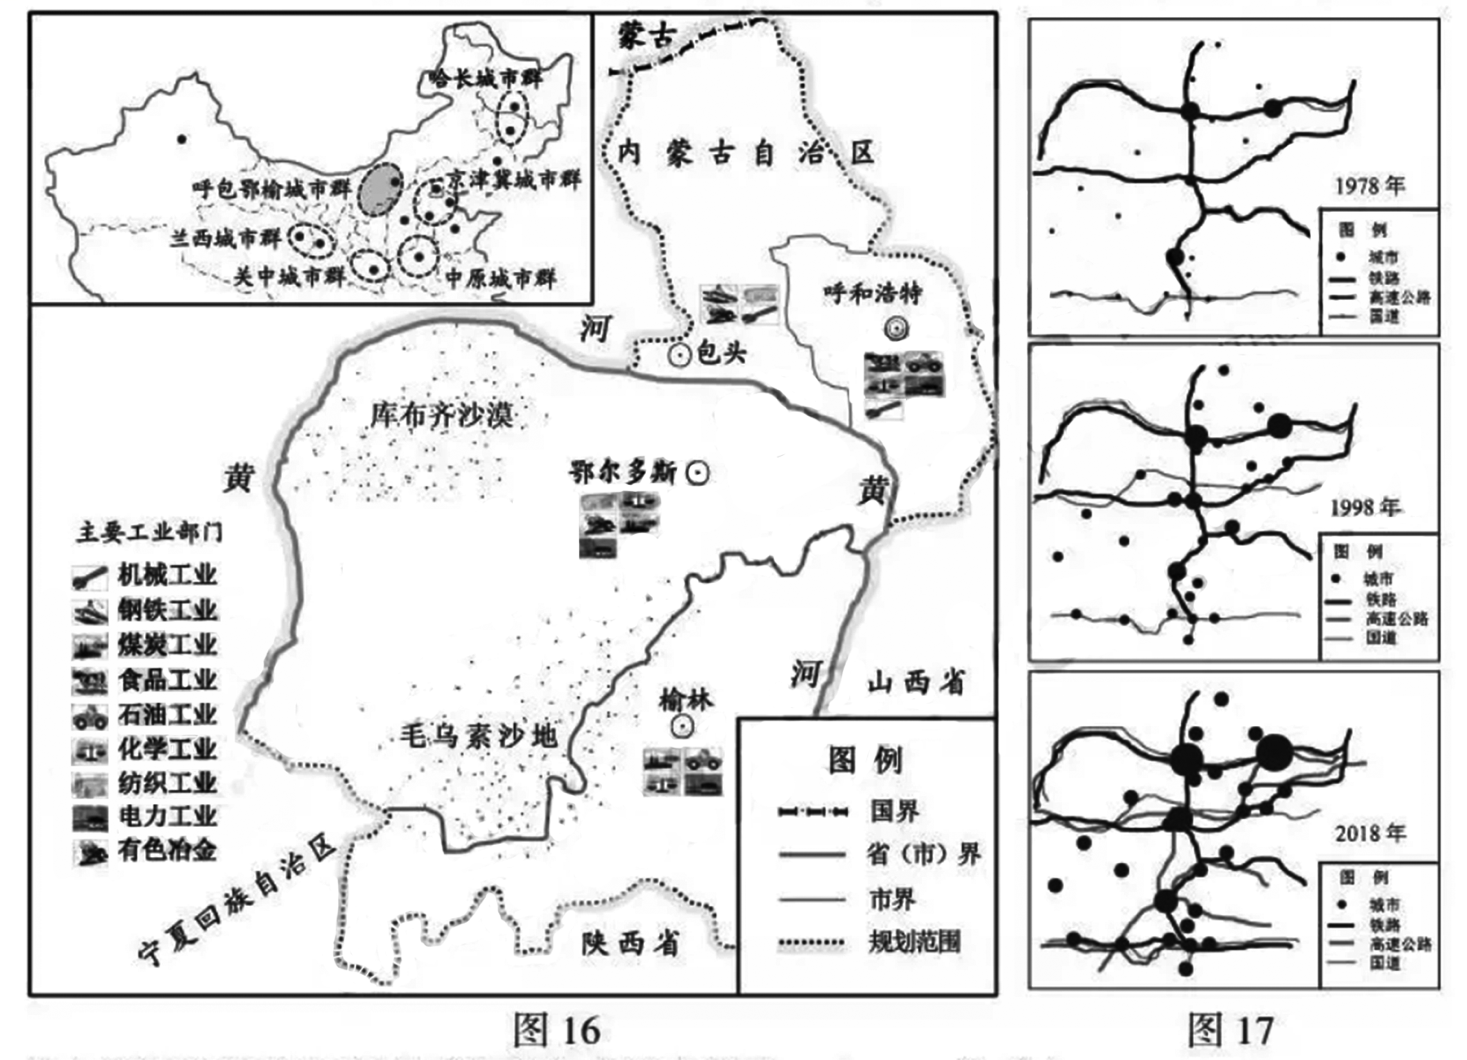 哈长城市群
呼包鄂榆城市群
京津冀城市群
兰西城市群
关中城市群
中原城市群
蒙古
内蒙古自治区
呼和浩特
包头
河
库布齐沙漠
黄
鄂尔多斯
黄
主要工业部门
机械工业
钢铁工业
煤炭工业
食品工业
石油工业
化学工业
纺织工业
电力工业
有色冶金
河
山西省
榆林
毛乌素沙地
宁夏回族自治区
陕西省
图例
国界
省（市）界
市界
规划范围
图16
1978年
图例
城市
铁路
高速公路
国道
1998年
图例
城市
铁路
高速公路
国道
2018年
图例
城市
铁路
高速公路
国道
图17